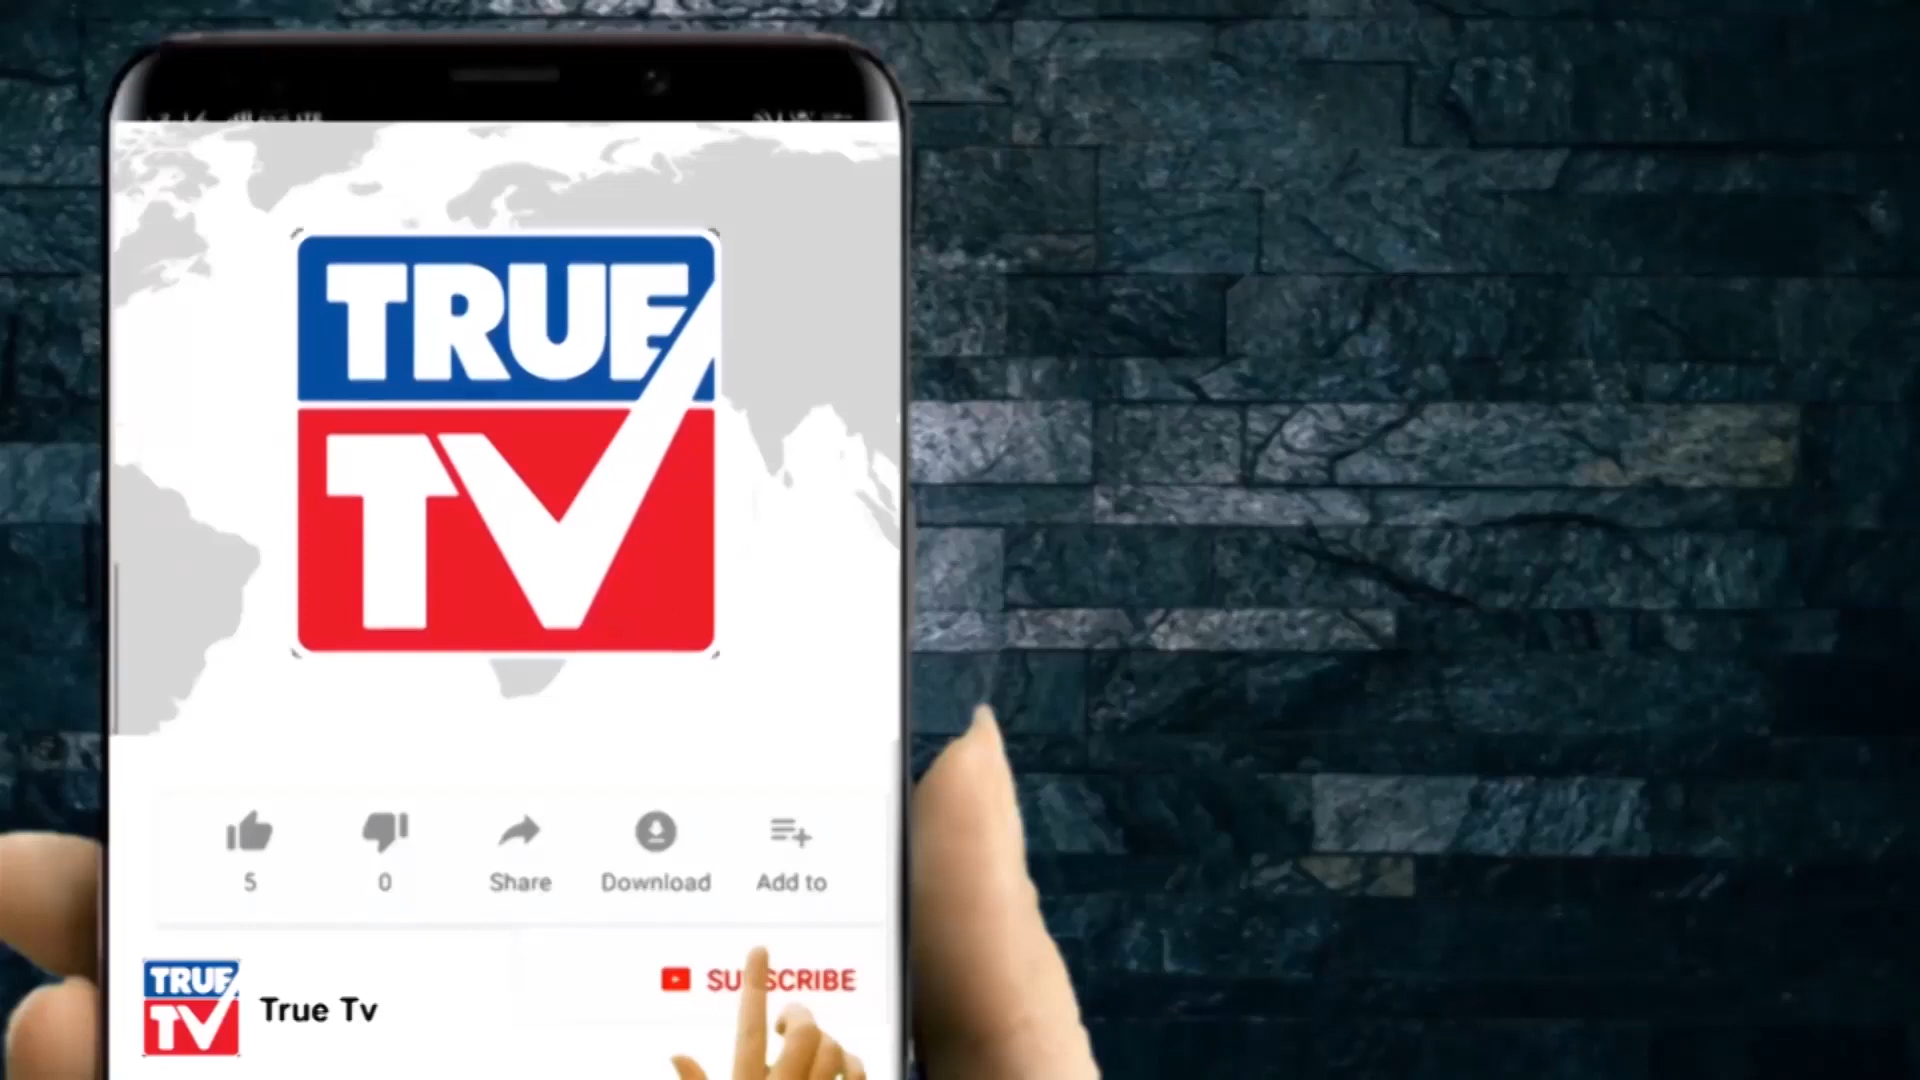 TRUE
TV
5
0
Share
Download
Add to
TRUE
TV
True Tv
SUBSCRIBE